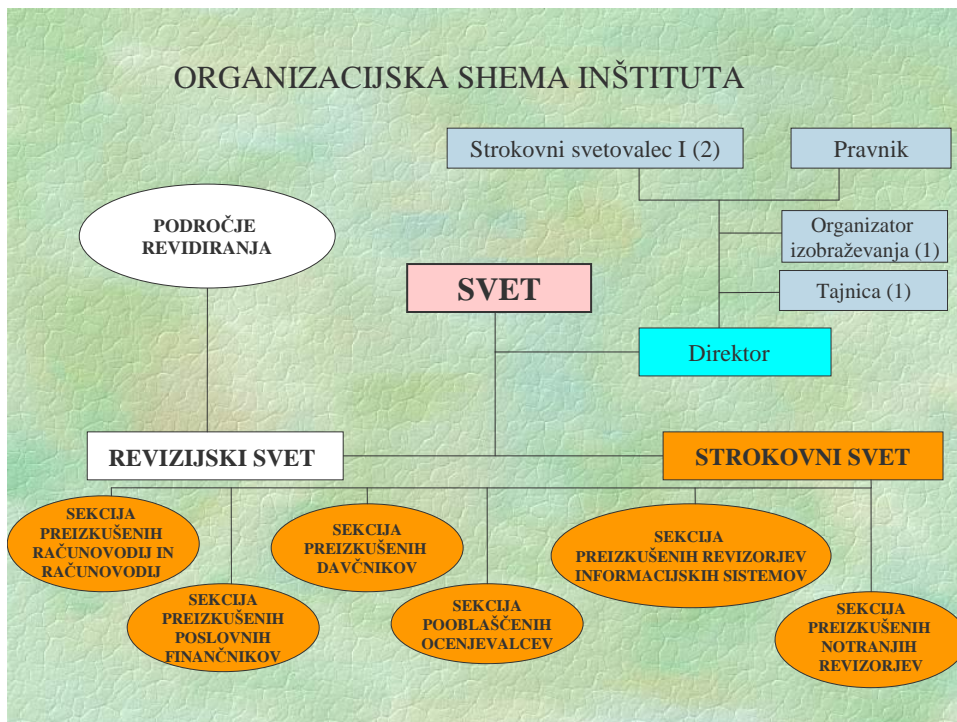 ORGANIZACIJSKA SHEMA INŠTITUTA
Strokovni svetovalec I (2)
Pravnik
PODROČJE
REVIDIRANJA
Organizator
izobraževanja (1)
SVET
Tajnica (1)
Direktor
REVIZIJSKI SVET
STROKOVNI SVET
SEKCIJA
PREIZKUŠENIH
RAČUNOVODIJ IN
RAČUNOVODIJ
SEKCIJA
PREIZKUŠENIH
POSLOVNIH
FINANČNIKOV
SEKCIJA
PREIZKUŠENIH
DAVČNIKOV
SEKCIJA
POOBLAŠČENIH
OCENJEVALCEV
SEKCIJA
PREIZKUŠENIH REVIZORJEV
INFORMACIJSKIH SISTEMOV
SEKCIJA
PREIZKUŠENIH
NOTRANJIH
REVIZORJEV